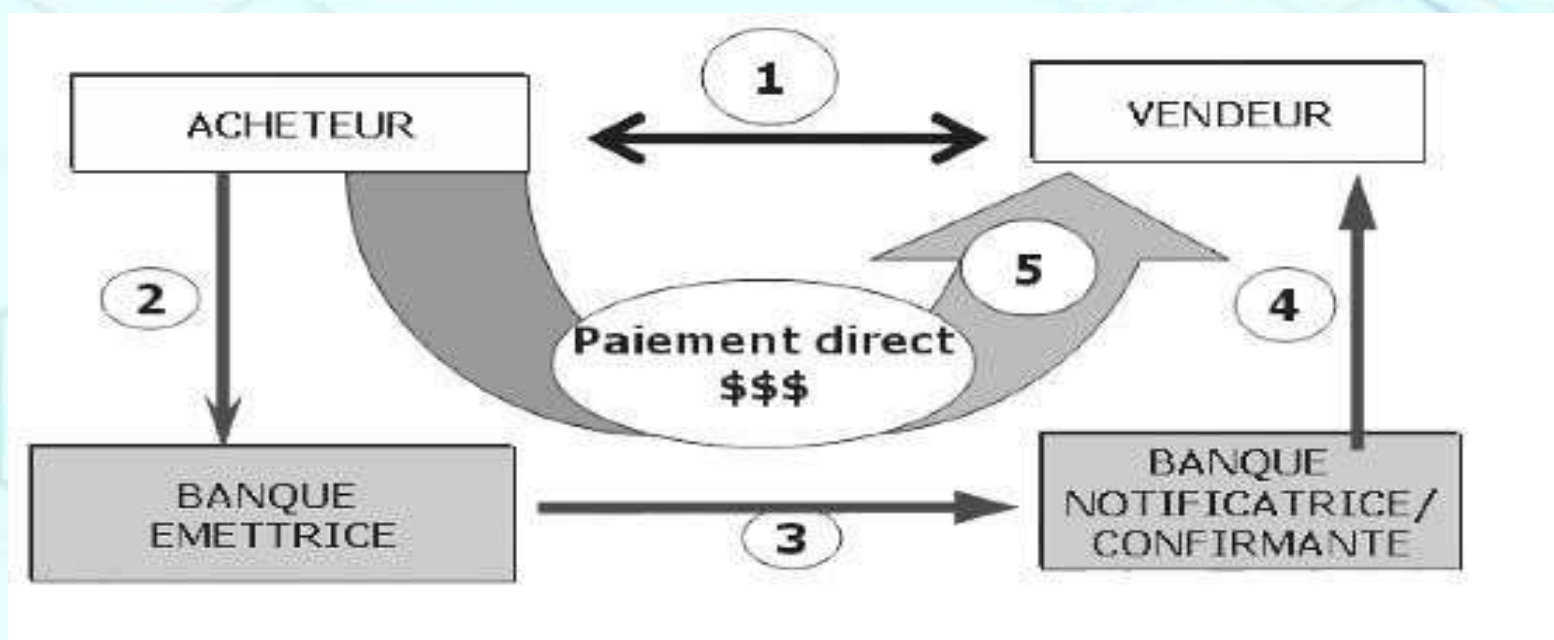 1
ACHETEUR
VENDEUR
2
5
4
Paiement direct
$$$
BANQUE
EMETTRICE
3
BANQUE
NOTIFICATRICE/
CONFIRMANTE